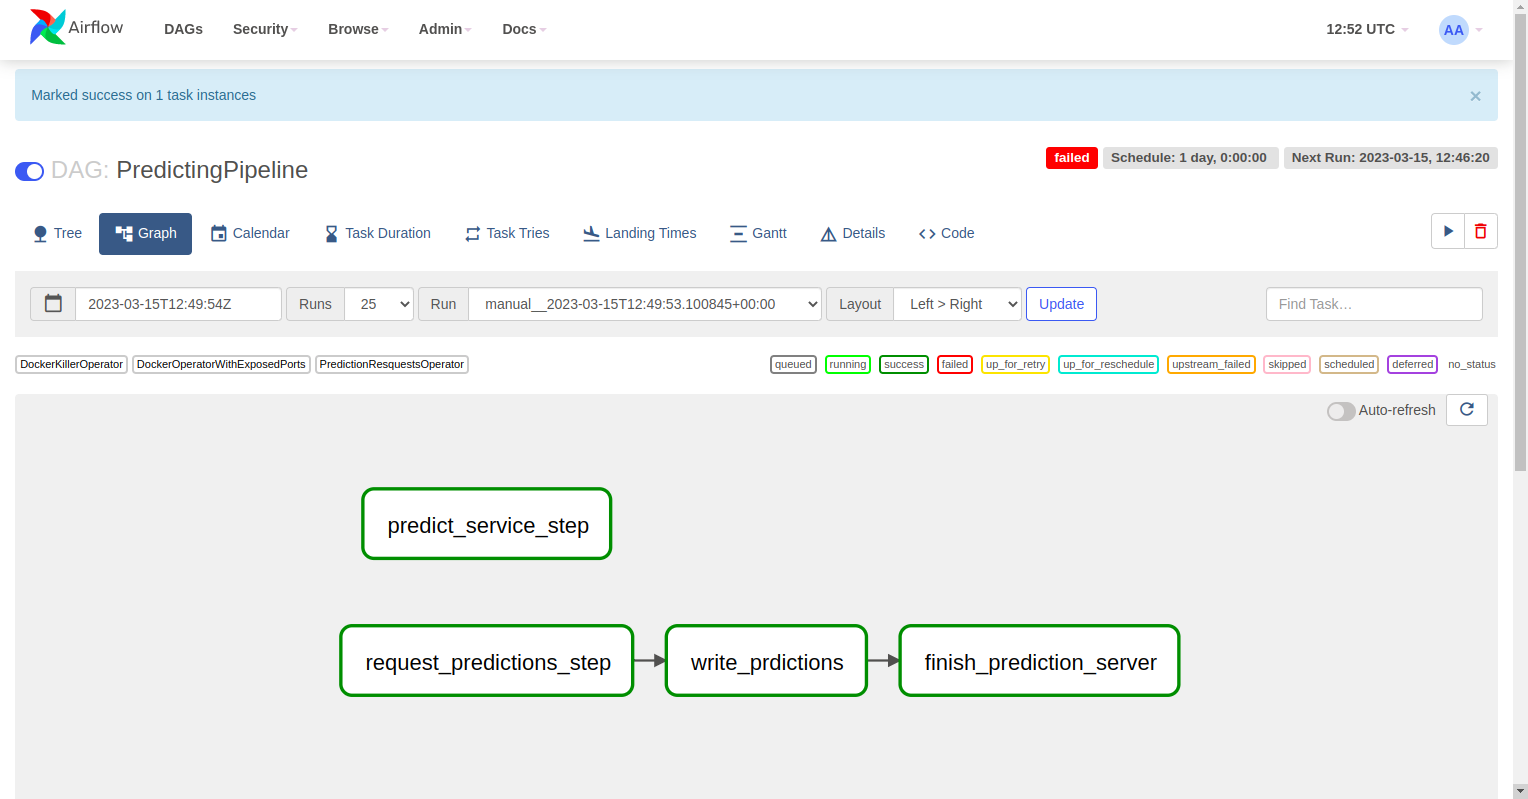 Airflow DAGs Security Browse Admin Docs 12:52 UTC AA
Marked success on 1 task instances ×
DAG: PredictingPipeline failed Schedule: 1 day, 0:00:00 Next Run: 2023-03-15, 12:46:20
Tree Graph Calendar Task Duration Task Tries Landing Times Gantt Details Code
2023-03-15T12:49:54Z Runs 25 Run manual__2023-03-15T12:49:53.100845+00:00 Layout Left > Right Update Find Task…
DockerKillerOperator DockerOperatorWithExposedPorts PredictionResquestsOperator queued running success failed up_for_retry up_for_reschedule upstream_failed skipped scheduled deferred no_status
Auto-refresh
predict_service_step
request_predictions_step write_prdictions finish_prediction_server